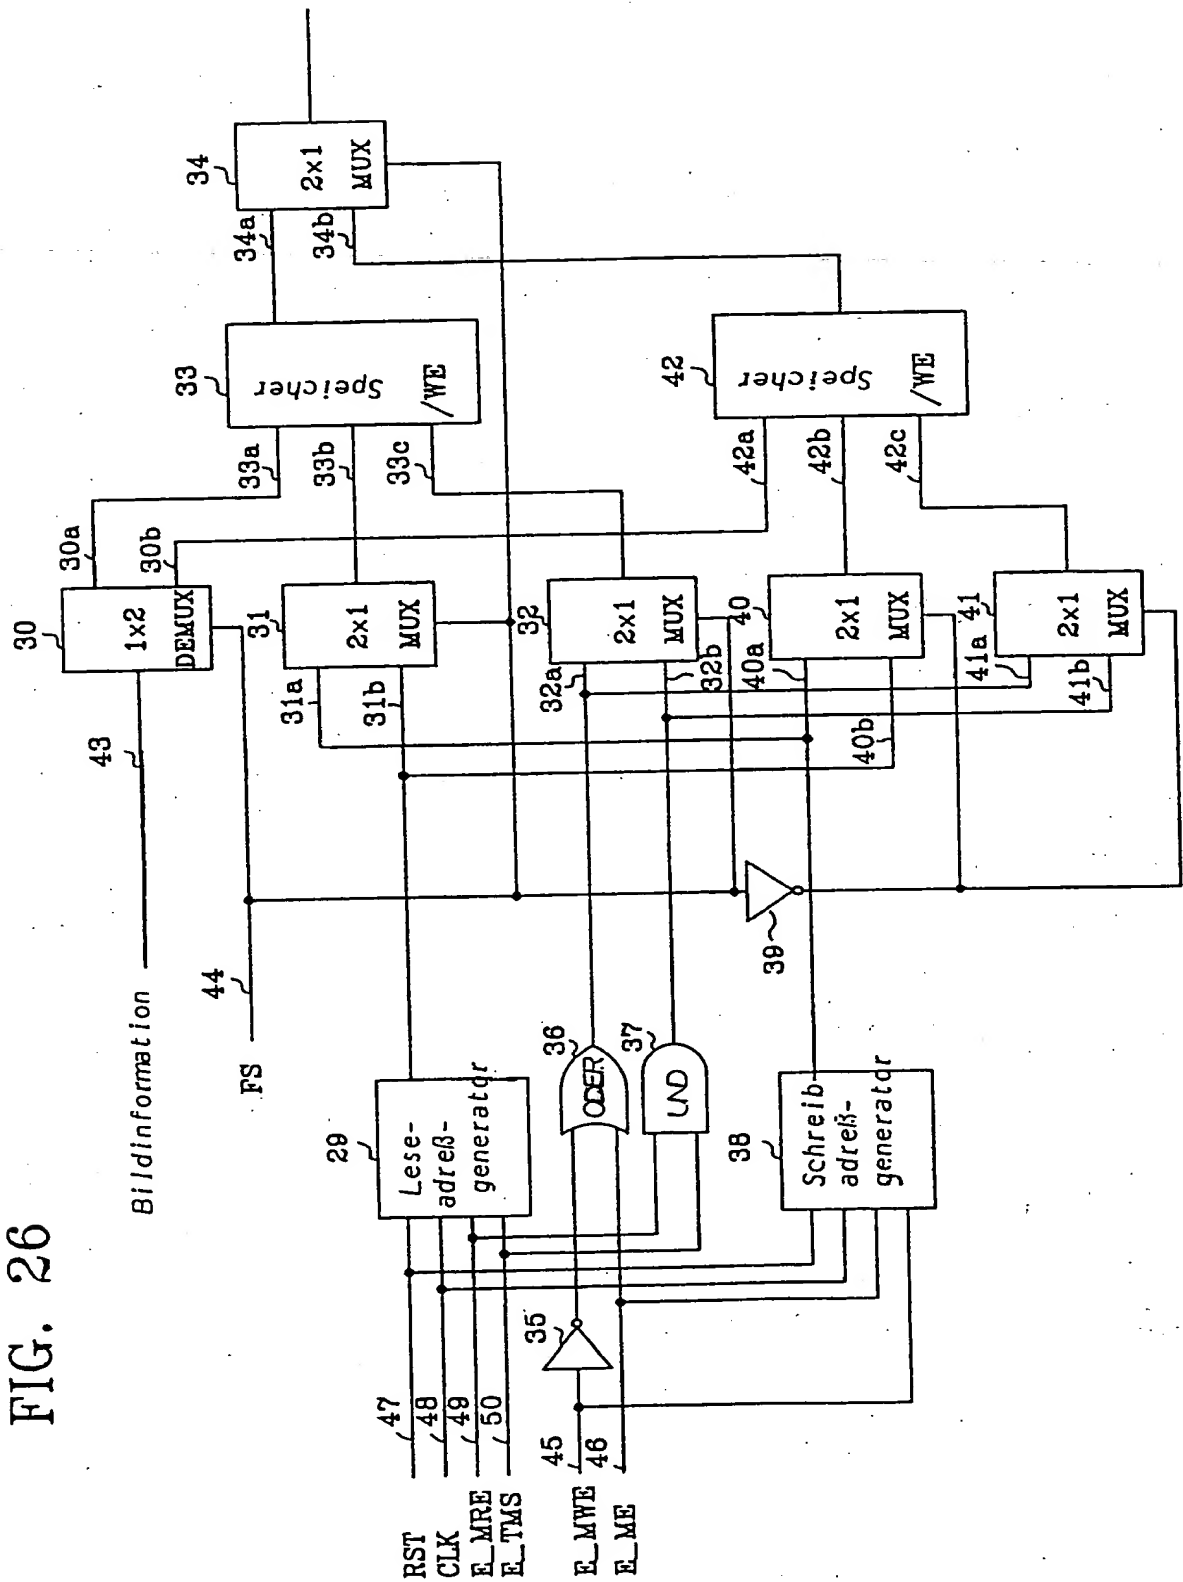 FIG. 26
Bildinformation
43
30
1x2
DEMUX
30a
30b
FS
44
RST
47
CLK
48
E_MRE
49
E_TMS
50
29
Lese-
adreß-
generator
31a
31b
31
2x1
MUX
33a
33b
33c
33
Speicher
/WE
34a
34b
34
2x1
MUX
E_MWE
45
E_ME
46
35
36
ODER
37
UND
32a
32b
32
2x1
MUX
38
Schreib
adreß-
generator
39
40a
40b
40
2x1
MUX
41a
41b
41
2x1
MUX
42a
42b
42c
42
Speicher
/WE